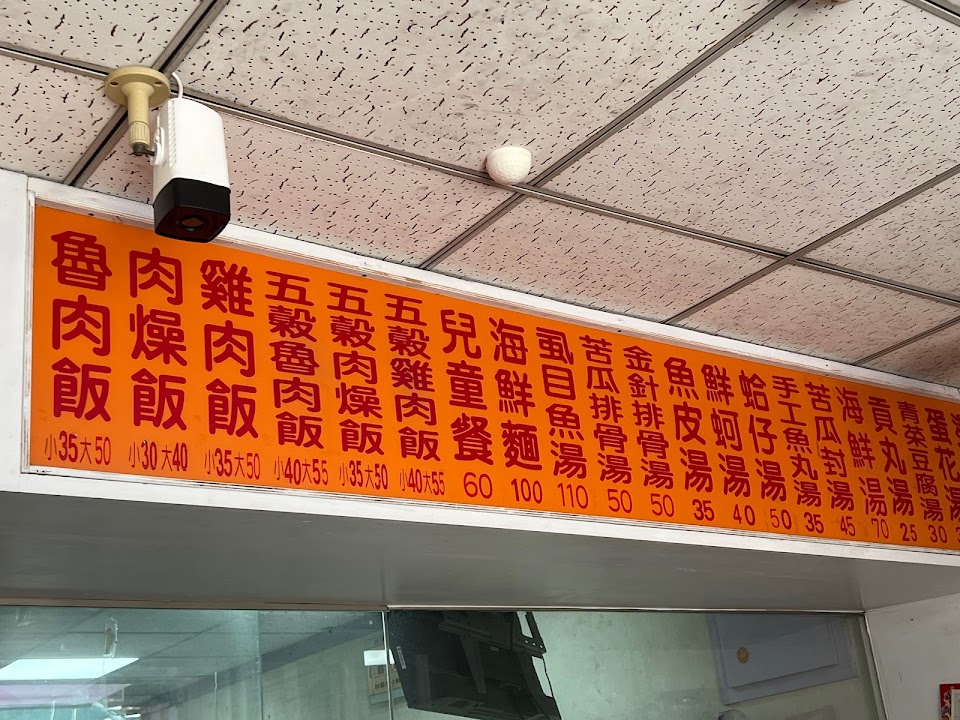 魯肉飯 小35大50
肉燥飯 小30大40
雞肉飯 小35大50
五穀魯肉飯 小40大55
五穀肉燥飯 小35大50
五穀雞肉飯 小40大55
兒童餐 60
海鮮麵 100
虱目魚湯 110
苦瓜排骨湯 50
金針排骨湯 50
魚皮湯 35
鮮蚵湯 40
蛤仔湯 50
手工魚丸湯 35
苦瓜封湯 45
海鮮湯 70
貢丸湯 25
青菜豆腐湯 30
蛋花湯